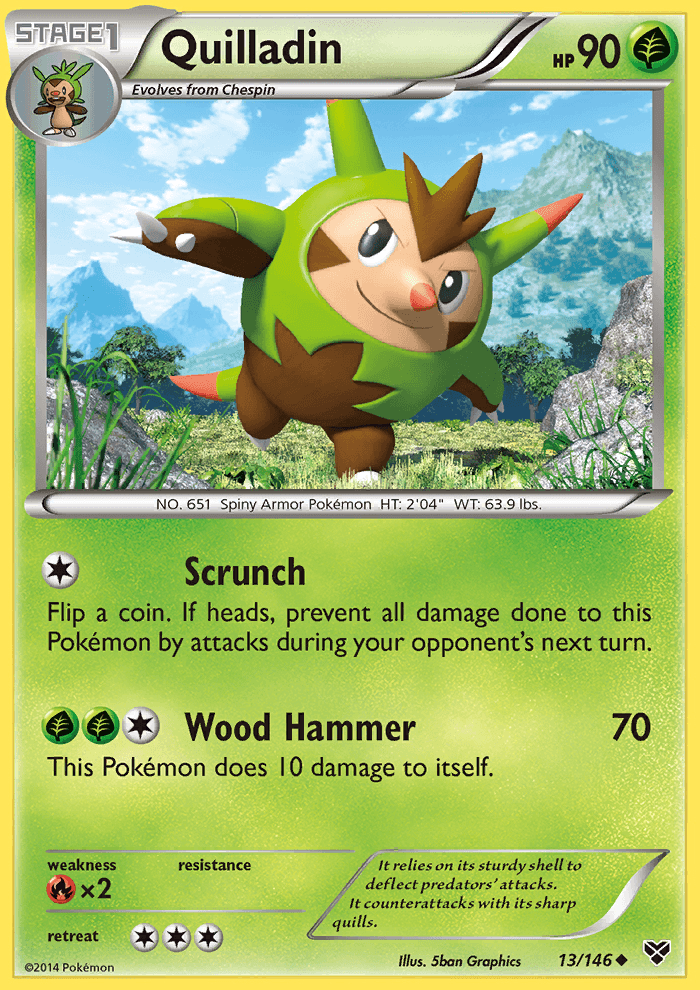 STAGE1
Quilladin
HP90
Evolves from Chespin
NO. 651 Spiny Armor Pokémon HT: 2'04" WT: 63.9 lbs.
Scrunch
Flip a coin. If heads, prevent all damage done to this
Pokémon by attacks during your opponent's next turn.
Wood Hammer 70
This Pokémon does 10 damage to itself.
weakness resistance
×2
It relies on its sturdy shell to
deflect predators' attacks.
It counterattacks with its sharp
quills.
retreat
©2014 Pokémon
Illus. 5ban Graphics 13/146